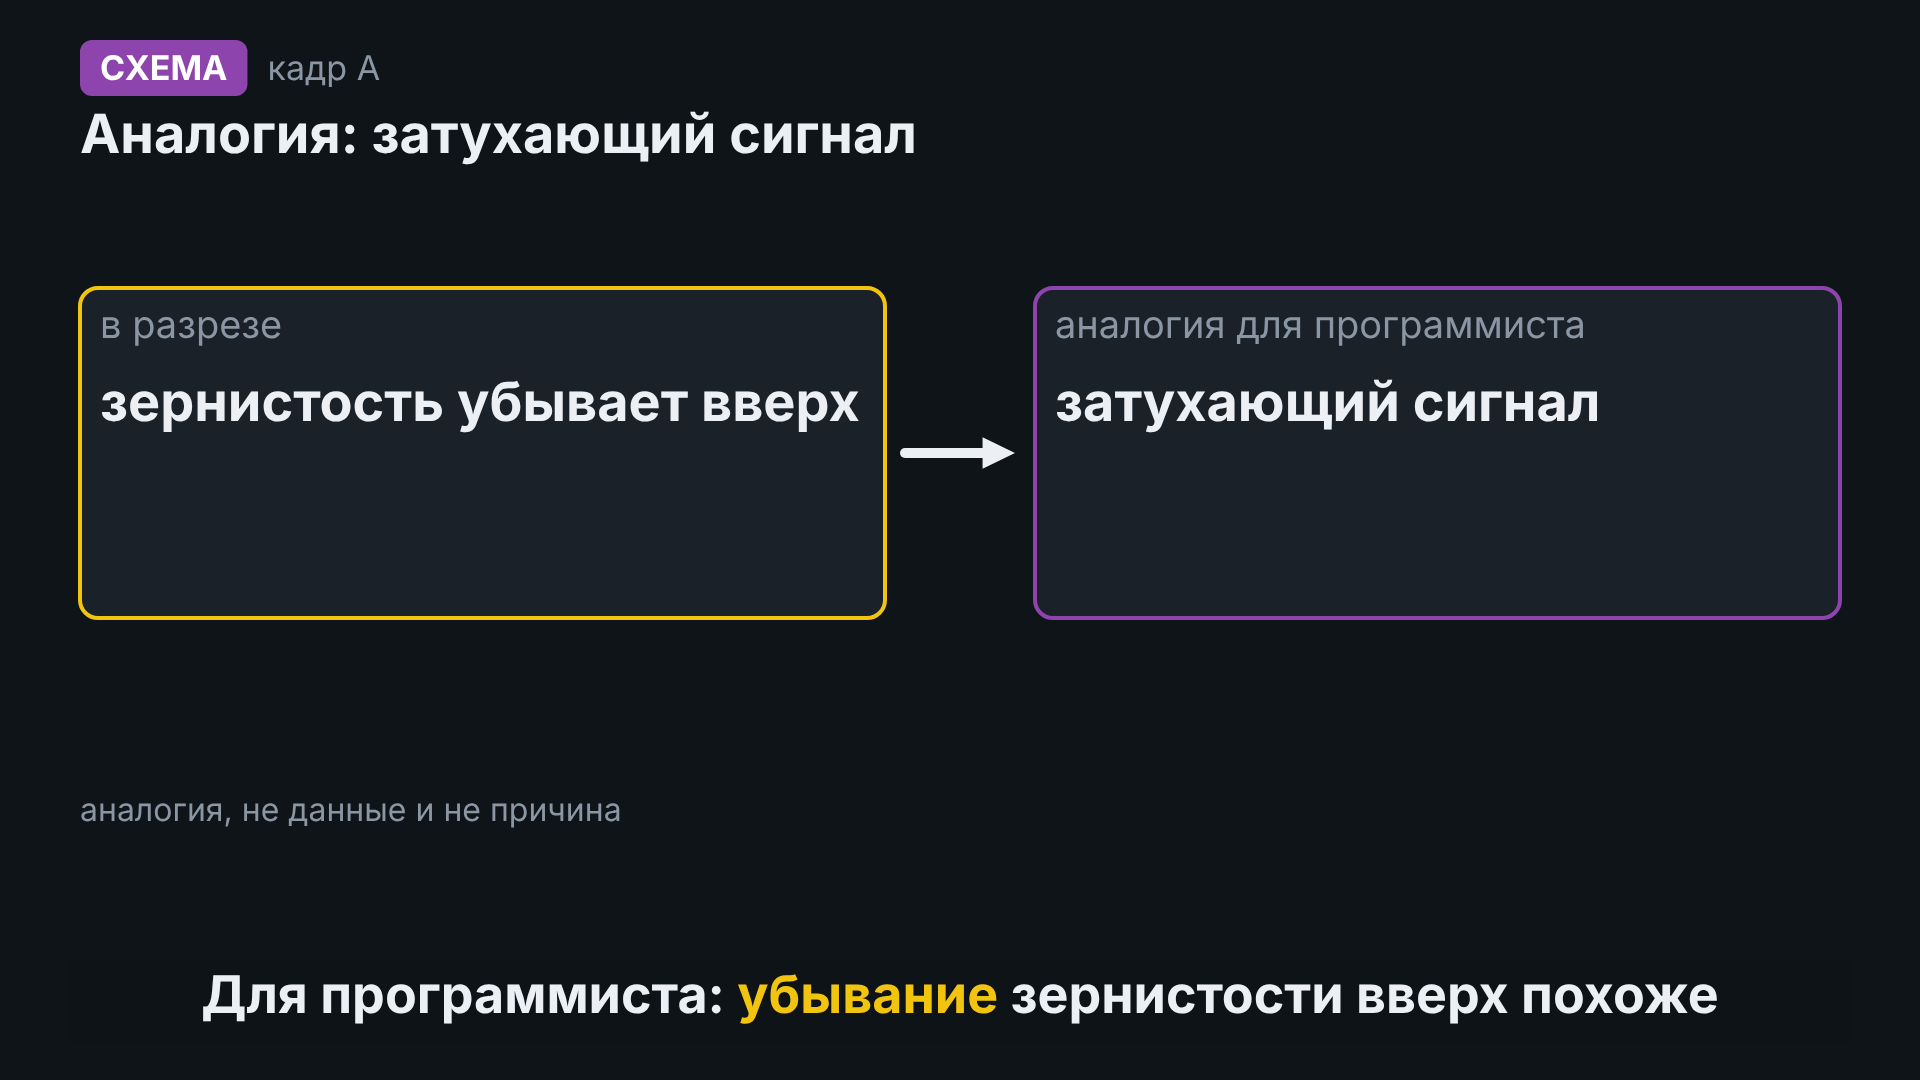 СХЕМА кадр А
Аналогия: затухающий сигнал
в разрезе
зернистость убывает вверх
аналогия для программиста
затухающий сигнал
аналогия, не данные и не причина
Для программиста: убывание зернистости вверх похоже